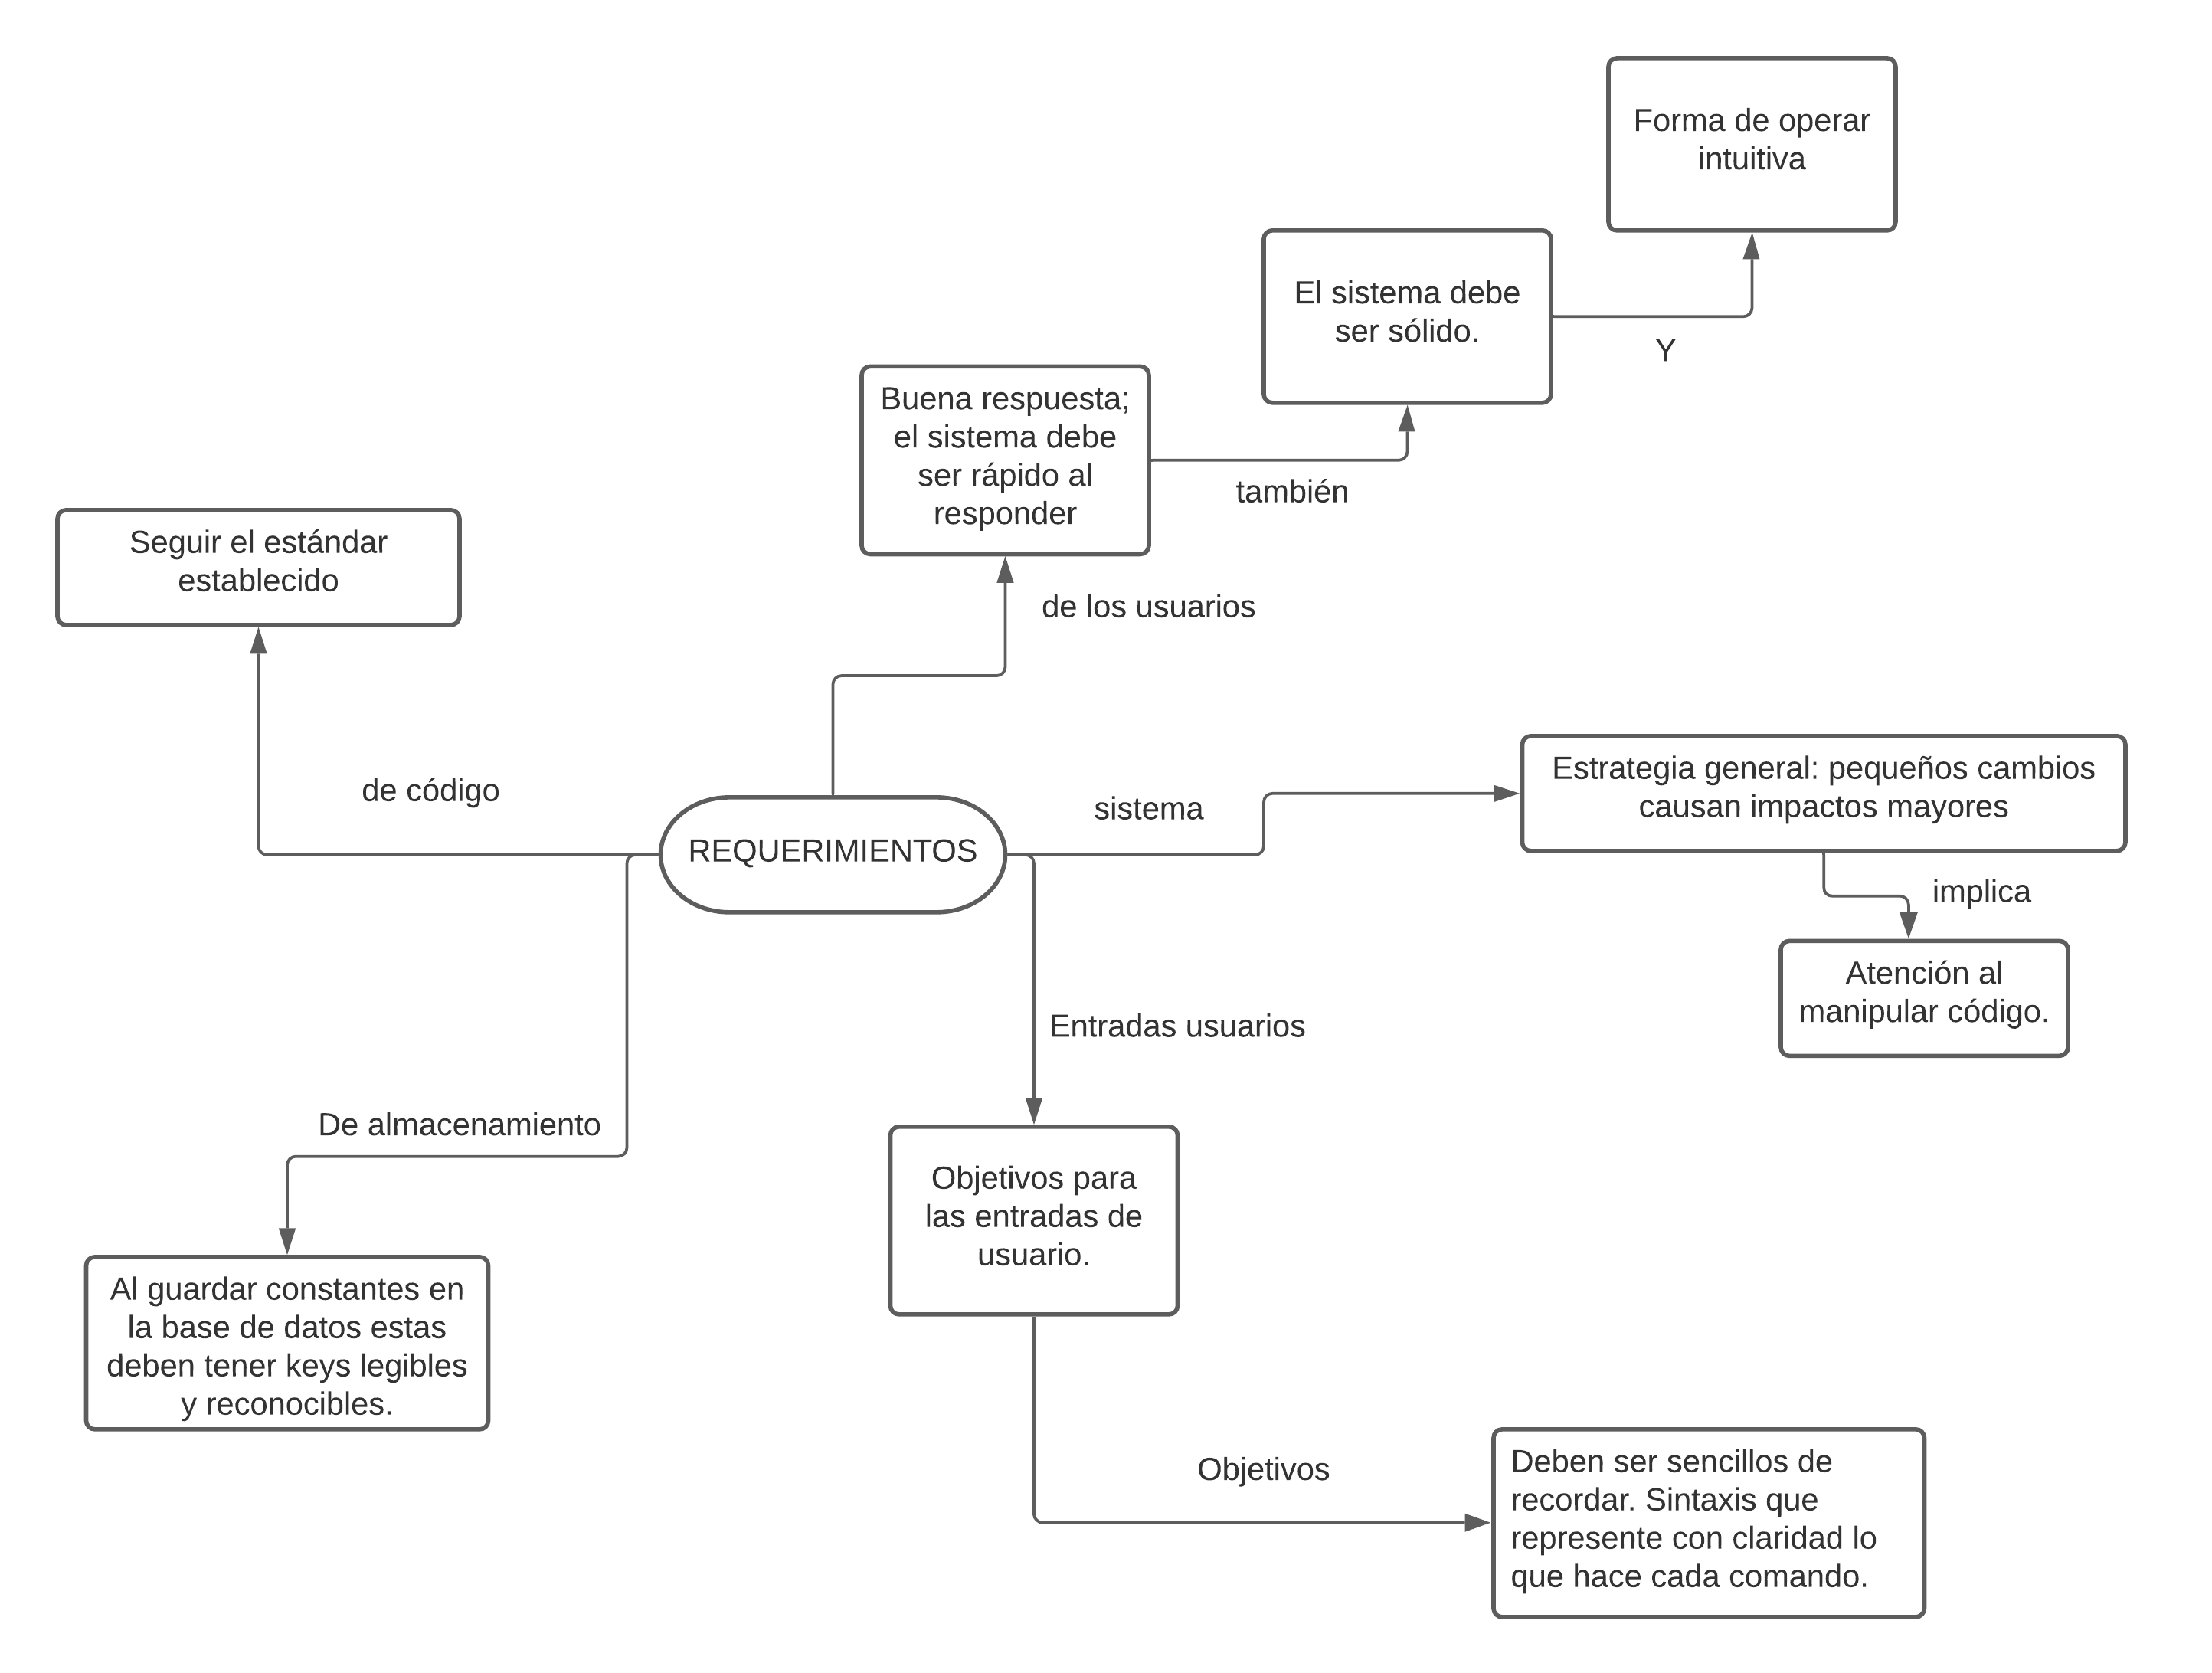 Forma de operar
intuitiva
El sistema debe
ser sólido.
Y
Buena respuesta;
el sistema debe
ser rápido al
responder
también
Seguir el estándar
establecido
de los usuarios
de código
REQUERIMIENTOS
sistema
Estrategia general: pequeños cambios
causan impactos mayores
implica
Atención al
manipular código.
Entradas usuarios
De almacenamiento
Objetivos para
las entradas de
usuario.
Al guardar constantes en
la base de datos estas
deben tener keys legibles
y reconocibles.
Objetivos
Deben ser sencillos de
recordar. Sintaxis que
represente con claridad lo
que hace cada comando.